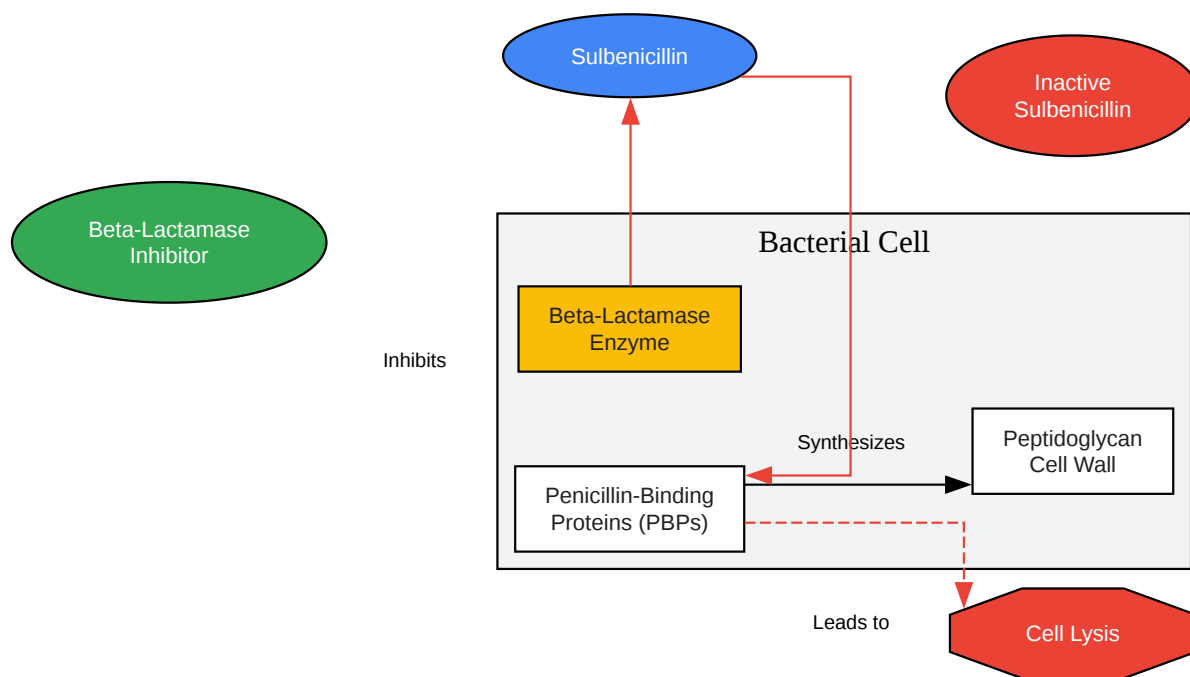 Sulbenicillin
Inactive
Sulbenicillin
Beta-Lactamase
Inhibitor
Bacterial Cell
Beta-Lactamase
Enzyme
Inhibits
Synthesizes
Peptidoglycan
Cell Wall
Penicillin-Binding
Proteins (PBPs)
Leads to
Cell Lysis